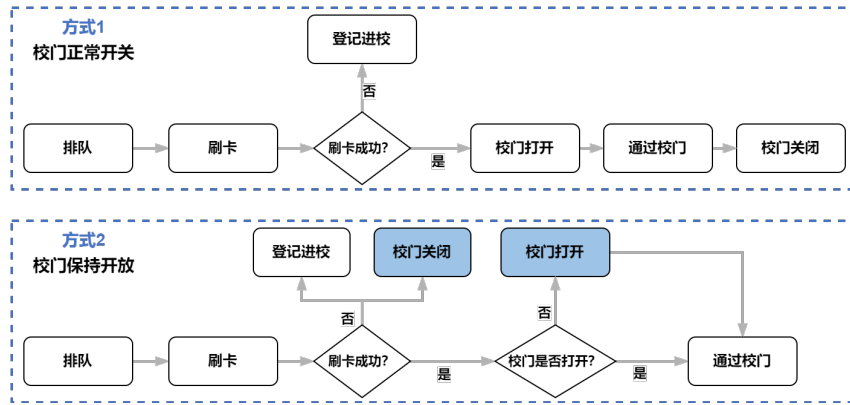 方式1
校门正常开关
登记进校
否
排队
刷卡
刷卡成功?
是
校门打开
通过校门
校门关闭
方式2
校门保持开放
登记进校
校门关闭
校门打开
否
否
排队
刷卡
刷卡成功?
是
校门是否打开?
是
通过校门